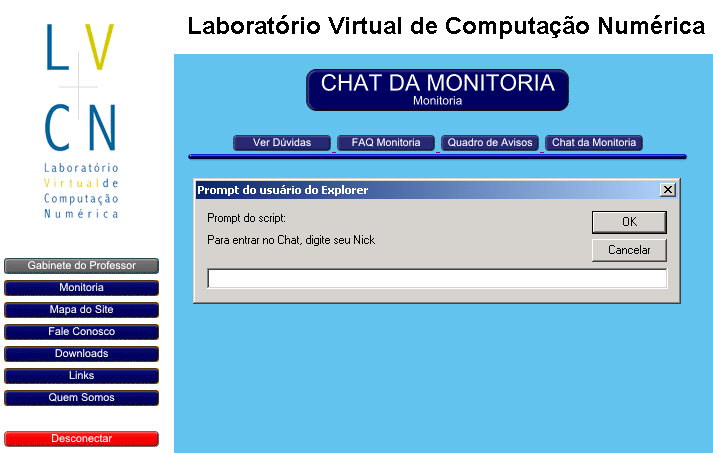 L V
C N
Laboratório
Virtual de
Computação
Numérica
Gabinete do Professor
Monitoria
Mapa do Site
Fale Conosco
Downloads
Links
Quem Somos
Desconectar
Laboratório Virtual de Computação Numérica
CHAT DA MONITORIA
Monitoria
Ver Dúvidas FAQ Monitoria Quadro de Avisos Chat da Monitoria
Prompt do usuário do Explorer
Prompt do script:
Para entrar no Chat, digite seu Nick
OK
Cancelar